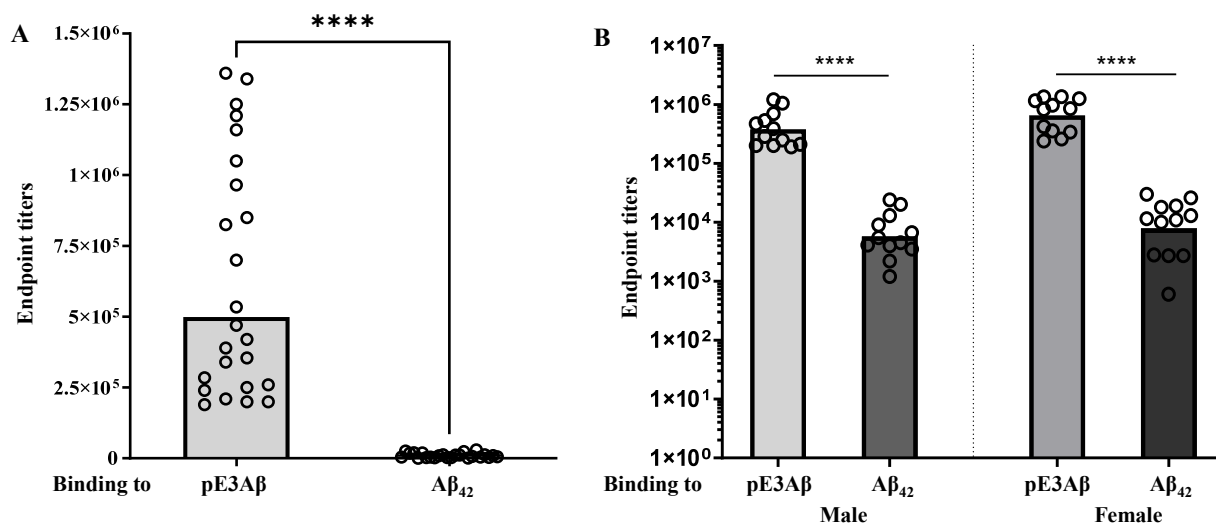 A
****
1.5×10⁶
1.25×10⁶
1×10⁶
7.5×10⁵
5×10⁵
2.5×10⁵
0
Endpoint titers
Binding to pE3Aβ Aβ₄₂
B
**** ****
1×10⁷
1×10⁶
1×10⁵
1×10⁴
1×10³
1×10²
1×10¹
1×10⁰
Endpoint titers
Binding to pE3Aβ Aβ₄₂ pE3Aβ Aβ₄₂
Male Female